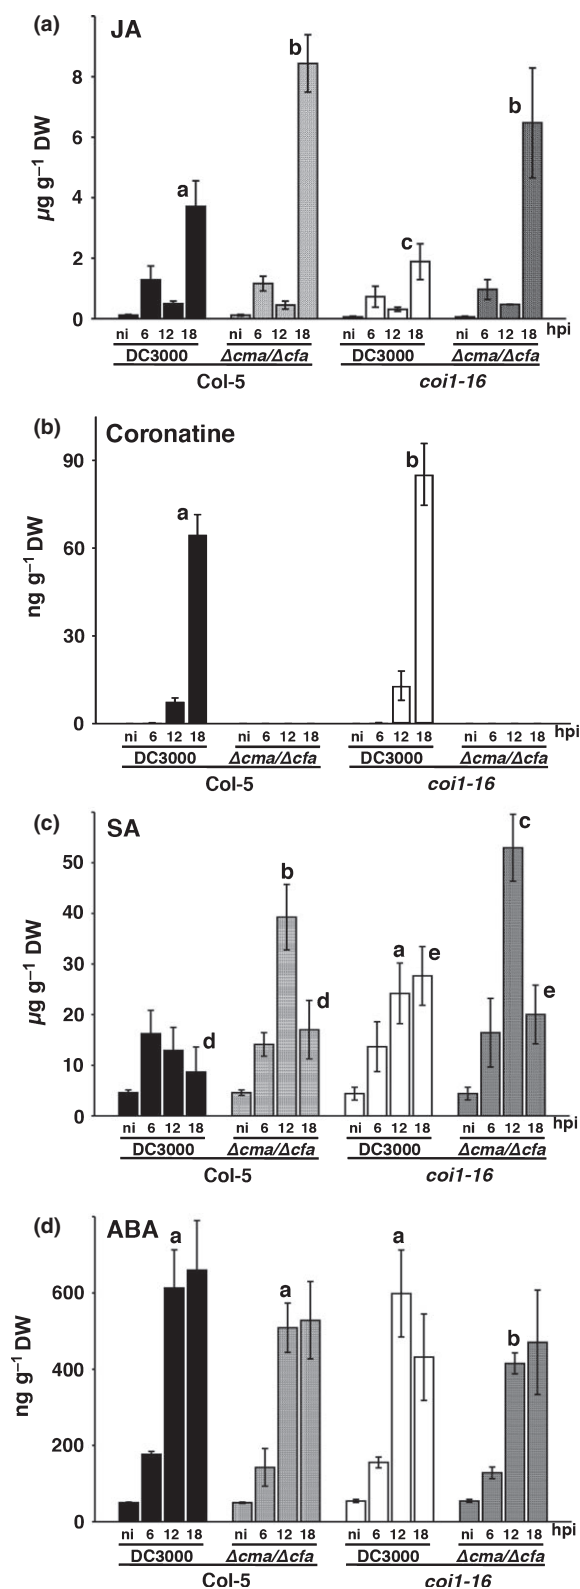 (a)
JA
µg g⁻¹ DW
8
6
4
2
0
a
b
c
b
ni 6 12 18 ni 6 12 18 ni 6 12 18 ni 6 12 18 hpi
DC3000 Δcma/Δcfa DC3000 Δcma/Δcfa
Col-5 coi1-16
(b)
Coronatine
ng g⁻¹ DW
90
60
30
0
a
b
ni 6 12 18 ni 6 12 18 ni 6 12 18 ni 6 12 18 hpi
DC3000 Δcma/Δcfa DC3000 Δcma/Δcfa
Col-5 coi1-16
(c)
SA
µg g⁻¹ DW
50
40
30
20
10
0
d
b
d
a
e
c
e
ni 6 12 18 ni 6 12 18 ni 6 12 18 ni 6 12 18 hpi
DC3000 Δcma/Δcfa DC3000 Δcma/Δcfa
Col-5 coi1-16
(d)
ABA
ng g⁻¹ DW
600
400
200
0
a
a
a
b
ni 6 12 18 ni 6 12 18 ni 6 12 18 ni 6 12 18 hpi
DC3000 Δcma/Δcfa DC3000 Δcma/Δcfa
Col-5 coi1-16